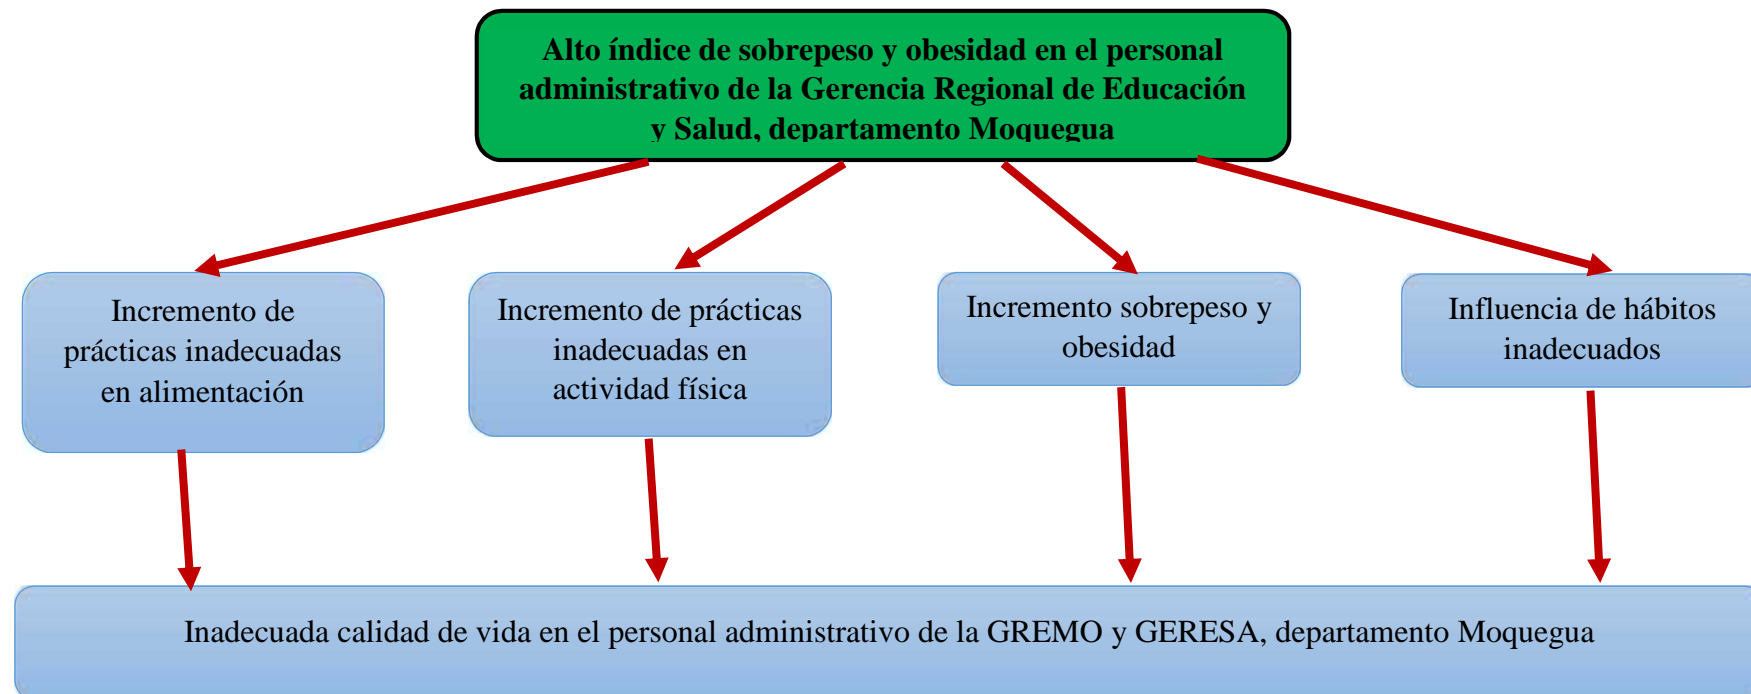 Alto índice de sobrepeso y obesidad en el personal
administrativo de la Gerencia Regional de Educación
y Salud, departamento Moquegua
Incremento de
prácticas inadecuadas
en alimentación
Incremento de prácticas
inadecuadas en
actividad física
Incremento sobrepeso y
obesidad
Influencia de hábitos
inadecuados
Inadecuada calidad de vida en el personal administrativo de la GREMO y GERESA, departamento Moquegua